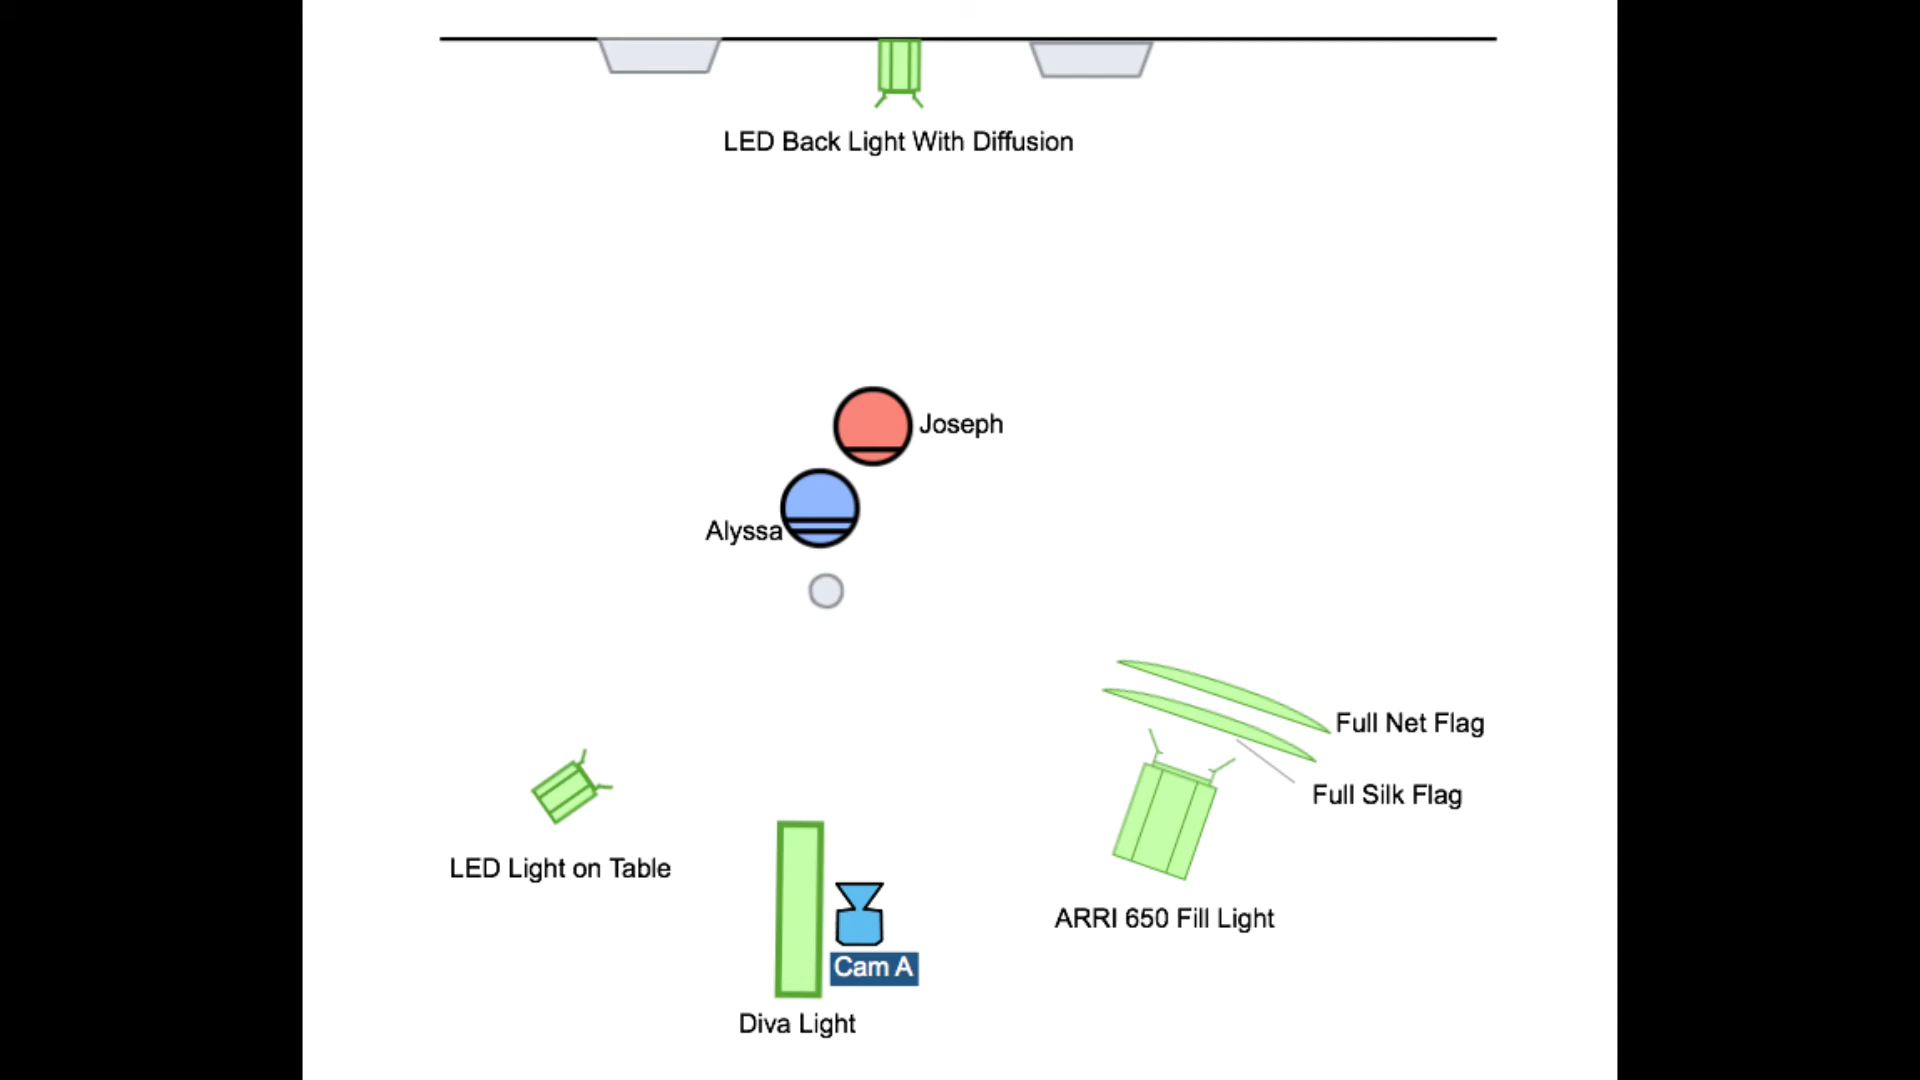 LED Back Light With Diffusion
Joseph
Alyssa
Full Net Flag
Full Silk Flag
LED Light on Table
ARRI 650 Fill Light
Cam A
Diva Light